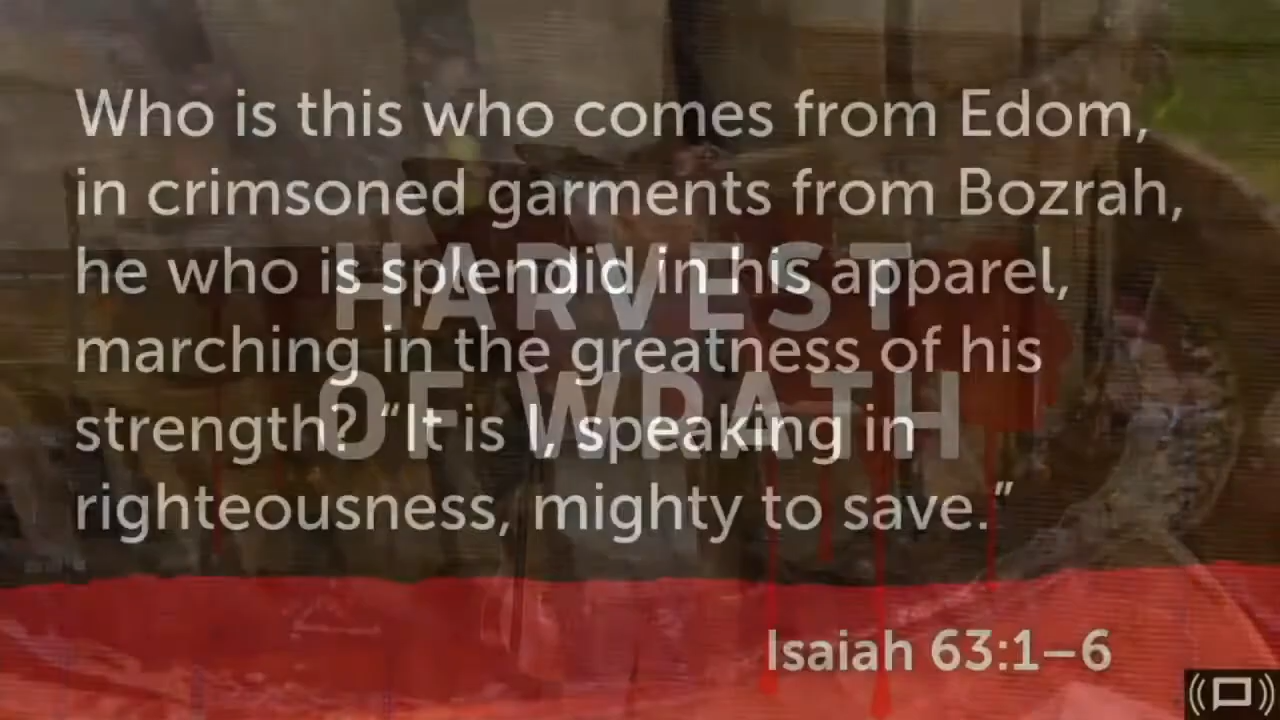 Who is this who comes from Edom,
in crimsoned garments from Bozrah,
he who is splendid in his apparel,
marching in the greatness of his
strength? “It is I, speaking in
righteousness, mighty to save.”
HARVEST
OF WRATH
Isaiah 63:1–6